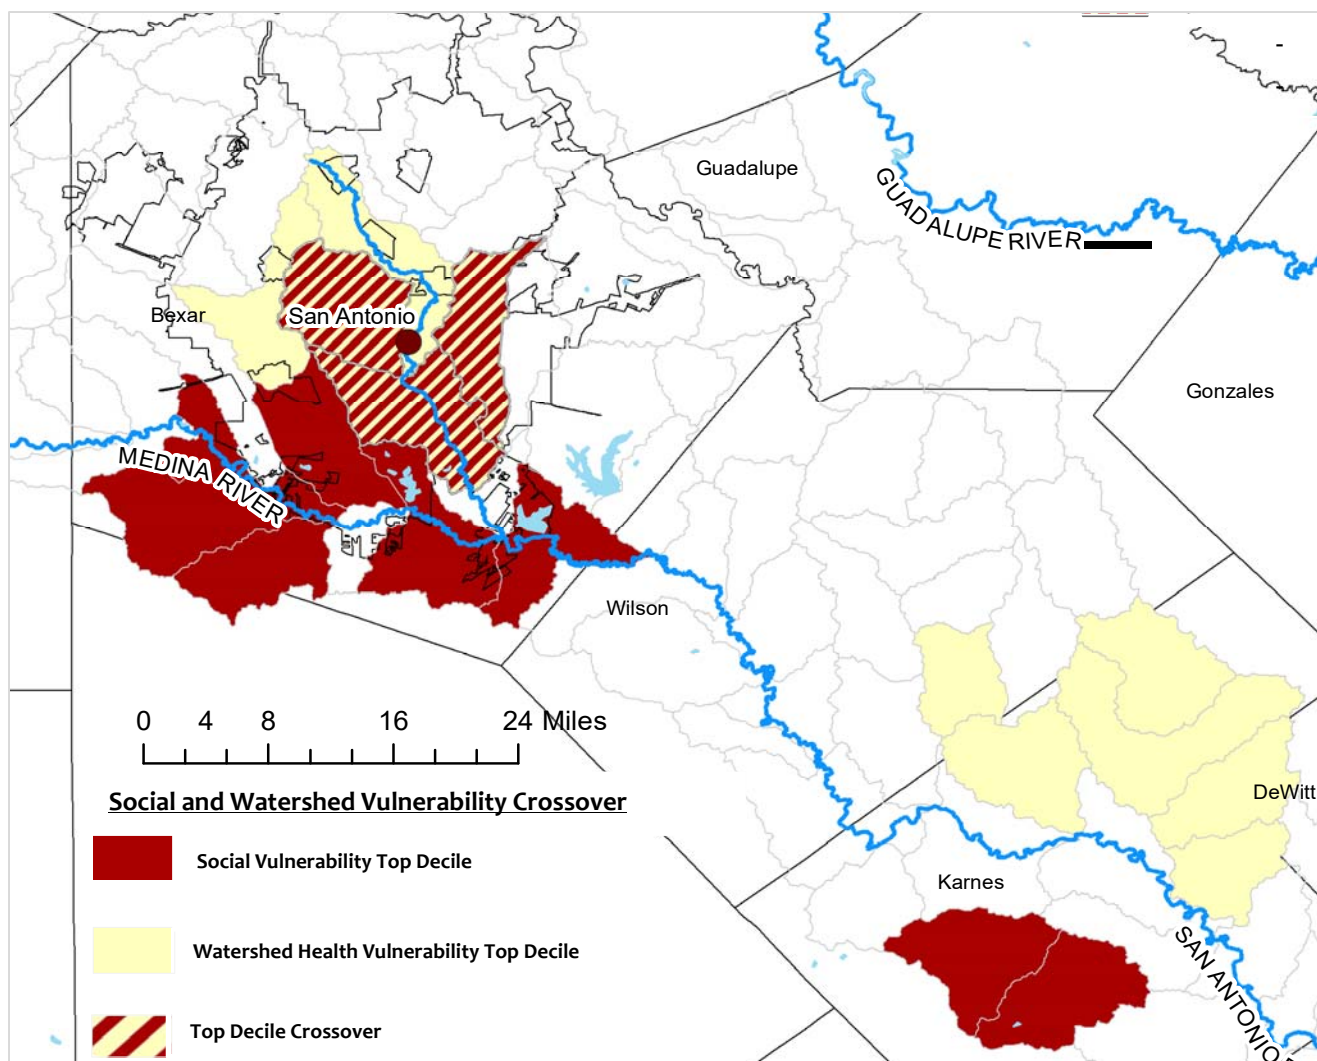 Guadalupe
GUADALUPE RIVER
Bexar
San Antonio
Gonzales
MEDINA RIVER
Wilson
0 4 8 16 24 Miles
DeWitt
Social and Watershed Vulnerability Crossover
Social Vulnerability Top Decile
Karnes
Watershed Health Vulnerability Top Decile
SAN ANTONIO
Top Decile Crossover